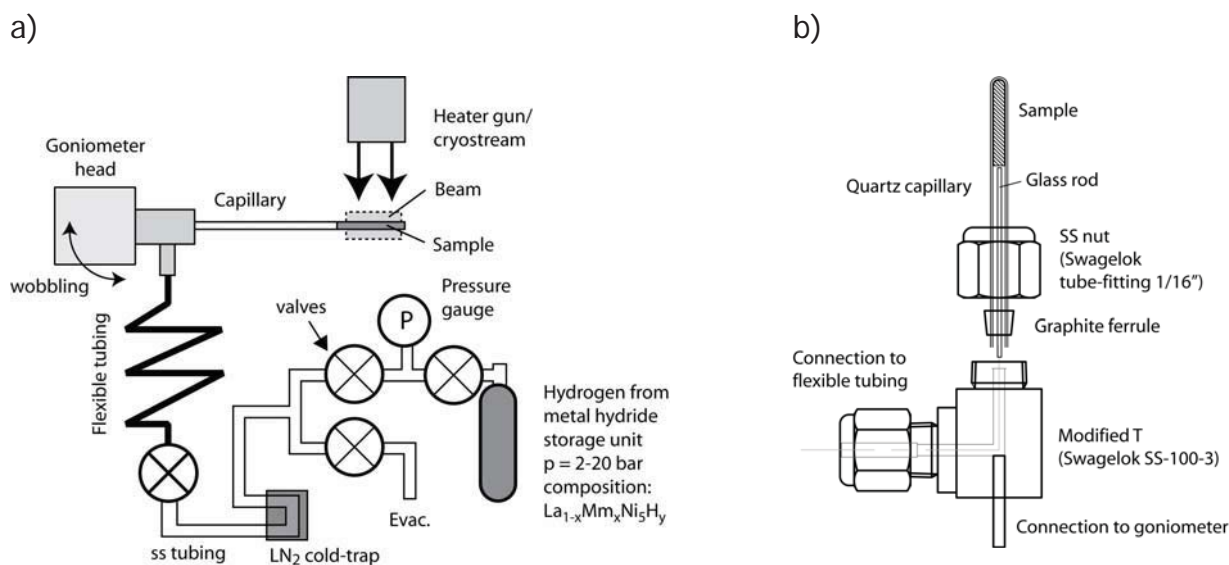 a)
Heater gun/
cryostream
Goniometer
head
Capillary
Beam
Sample
wobbling
Flexible tubing
valves
P
Pressure
gauge
Hydrogen from
metal hydride
storage unit
p = 2-20 bar
composition:
La₁₋ₓMmₓNi₅Hᵧ
Evac.
ss tubing
LN₂ cold-trap
b)
Sample
Quartz capillary
Glass rod
SS nut
(Swagelok
tube-fitting 1/16”)
Graphite ferrule
Connection to
flexible tubing
Modified T
(Swagelok SS-100-3)
Connection to goniometer